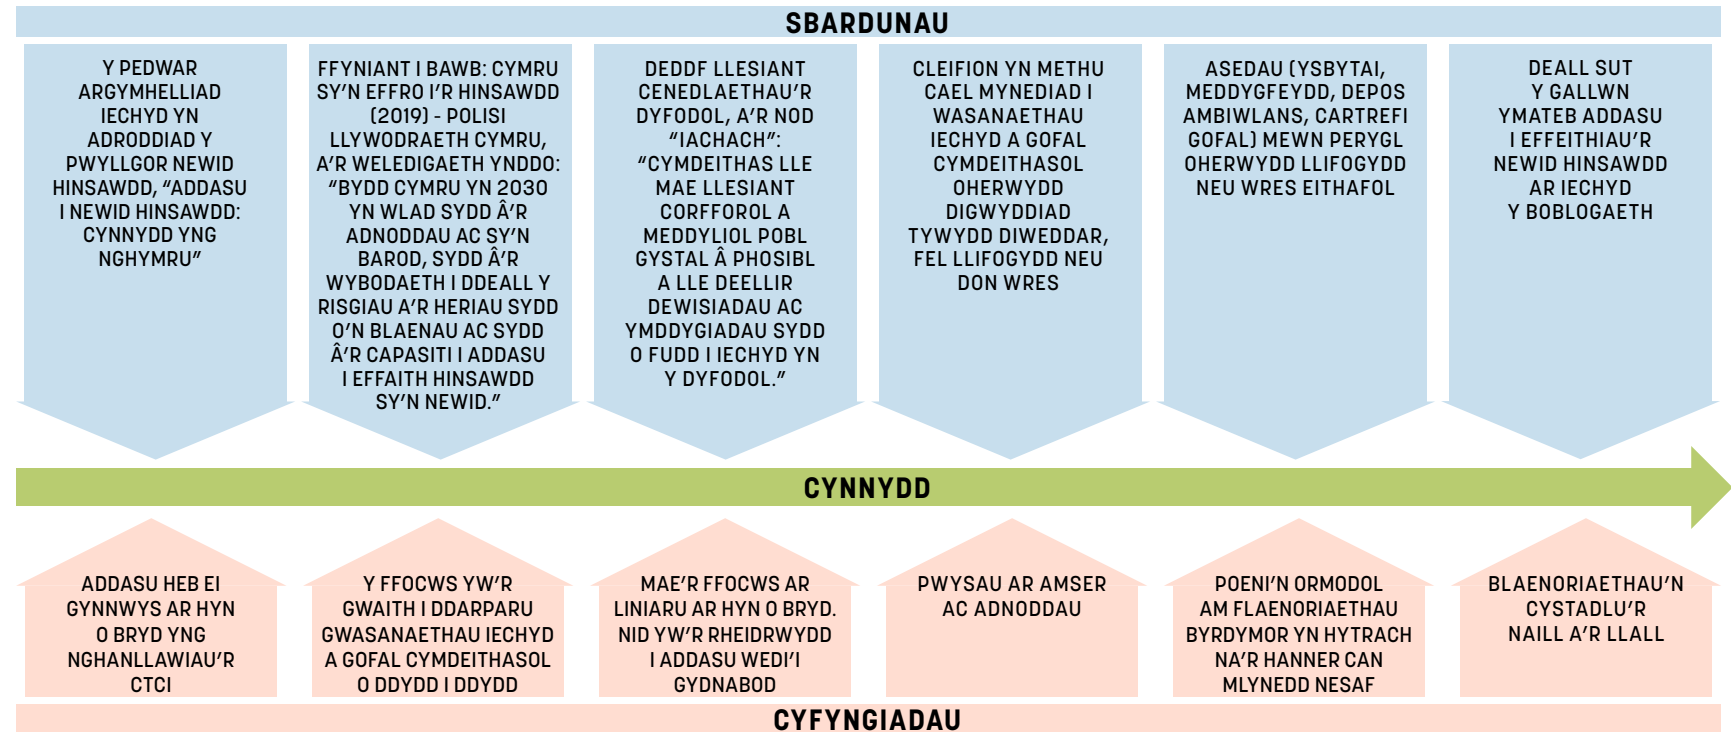 SBARDUNAU
Y PEDWAR
ARGYMHELLIAD
IECHYD YN
ADRODDIAD Y
PWYLLGOR NEWID
HINSAWDD, “ADDASU
I NEWID HINSAWDD:
CYNNYDD YNG
NGHYMRU”
FFYNIANT I BAWB: CYMRU
SY’N EFFRO I’R HINSAWDD
(2019) - POLISI
LLYWODRAETH CYMRU,
A’R WELEDIGAETH YNDDO:
“BYDD CYMRU YN 2030
YN WLAD SYDD Â’R
ADNODDAU AC SY’N
BAROD, SYDD Â’R
WYBODAETH I DDEALL Y
RISGIAU A’R HERIAU SYDD
O’N BLAENAU AC SYDD
Â’R CAPASITI I ADDASU
I EFFAITH HINSAWDD
SY’N NEWID.”
DEDDF LLESIANT
CENEDLAETHAU’R
DYFODOL, A’R NOD
“IACHACH”:
“CYMDEITHAS LLE
MAE LLESIANT
CORFFOROL A
MEDDYLIOL POBL
GYSTAL Â PHOSIBL
A LLE DEELLIR
DEWISIADAU AC
YMDDYGIADAU SYDD
O FUDD I IECHYD YN
Y DYFODOL.”
CLEIFION YN METHU
CAEL MYNEDIAD I
WASANAETHAU
IECHYD A GOFAL
CYMDEITHASOL
OHERWYDD
DIGWYDDIAD
TYWYDD DIWEDDAR,
FEL LLIFOGYDD NEU
DON WRES
ASEDAU (YSBYTAI,
MEDDYGFEYDD, DEPOS
AMBIWLANS, CARTREFI
GOFAL) MEWN PERYGL
OHERWYDD LLIFOGYDD
NEU WRES EITHAFOL
DEALL SUT
Y GALLWN
YMATEB ADDASU
I EFFEITHIAU’R
NEWID HINSAWDD
AR IECHYD
Y BOBLOGAETH
CYNNYDD
ADDASU HEB EI
GYNNWYS AR HYN
O BRYD YNG
NGHANLLAWIAU’R
CTCI
Y FFOCWS YW’R
GWAITH I DDARPARU
GWASANAETHAU IECHYD
A GOFAL CYMDEITHASOL
O DDYDD I DDYDD
MAE’R FFOCWS AR
LINIARU AR HYN O BRYD.
NID YW’R RHEIDRWYDD
I ADDASU WEDI’I
GYDNABOD
PWYSAU AR AMSER
AC ADNODDAU
POENI’N ORMODOL
AM FLAENORIAETHAU
BYRDYMOR YN HYTRACH
NA’R HANNER CAN
MLYNEDD NESAF
BLAENORIAETHAU’N
CYSTADLU’R
NAILL A’R LLALL
CYFYNGIADAU